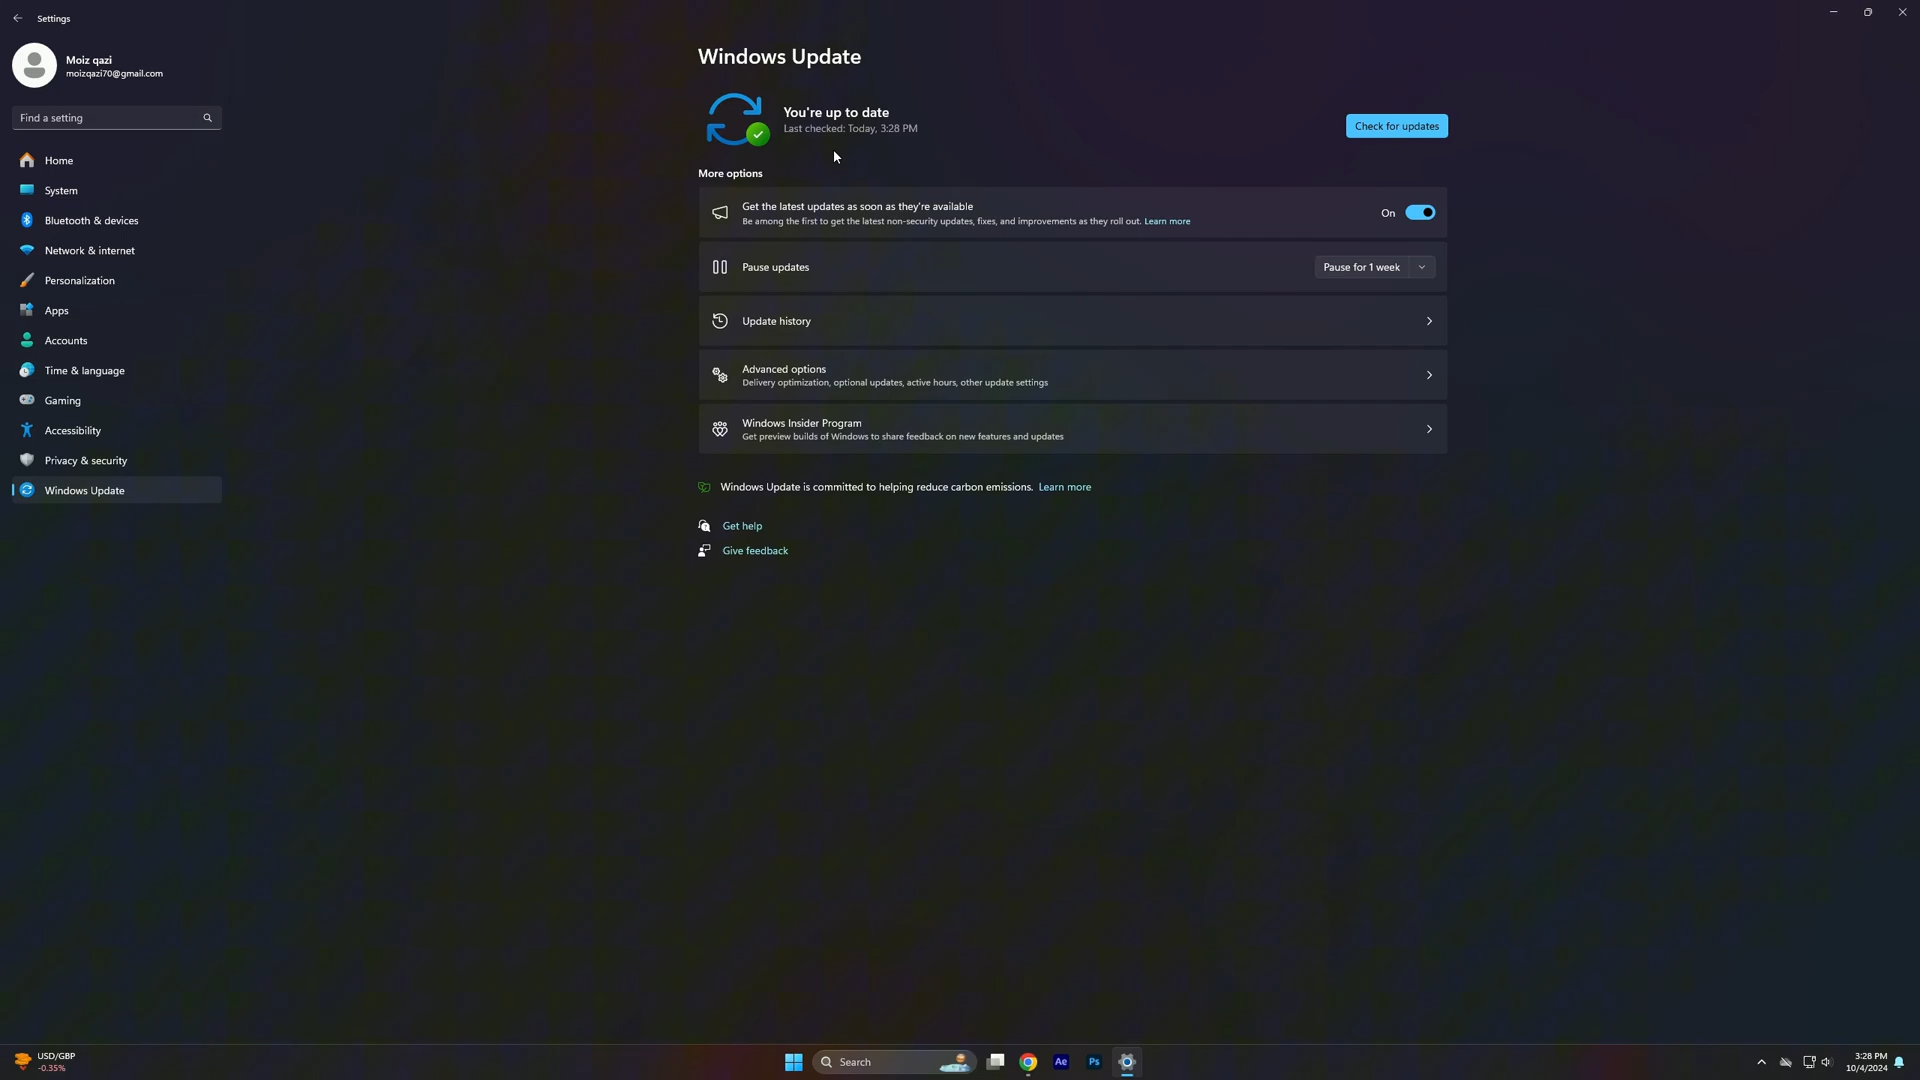 Settings
Moiz qazi
moizqazi70@gmail.com
Find a setting
Home
System
Bluetooth & devices
Network & internet
Personalization
Apps
Accounts
Time & language
Gaming
Accessibility
Privacy & security
Windows Update
Windows Update
You're up to date
Last checked: Today, 3:28 PM
Check for updates
More options
Get the latest updates as soon as they're available
Be among the first to get the latest non-security updates, fixes, and improvements as they roll out. Learn more
On
Pause updates
Pause for 1 week
Update history
Advanced options
Delivery optimization, optional updates, active hours, other update settings
Windows Insider Program
Get preview builds of Windows to share feedback on new features and updates
Windows Update is committed to helping reduce carbon emissions. Learn more
Get help
Give feedback
USD/GBP
-0.35%
Search
Ae
Ps
3:28 PM
10/4/2024